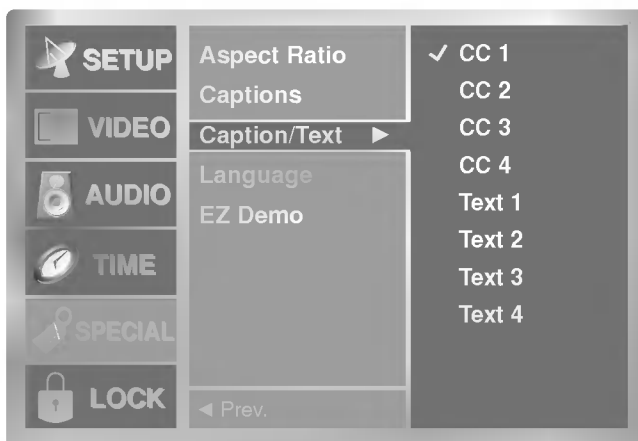 SETUP
VIDEO
AUDIO
TIME
SPECIAL
LOCK
Aspect Ratio
Captions
Caption/Text ►
Language
EZ Demo
◄ Prev.
✓ CC 1
CC 2
CC 3
CC 4
Text 1
Text 2
Text 3
Text 4